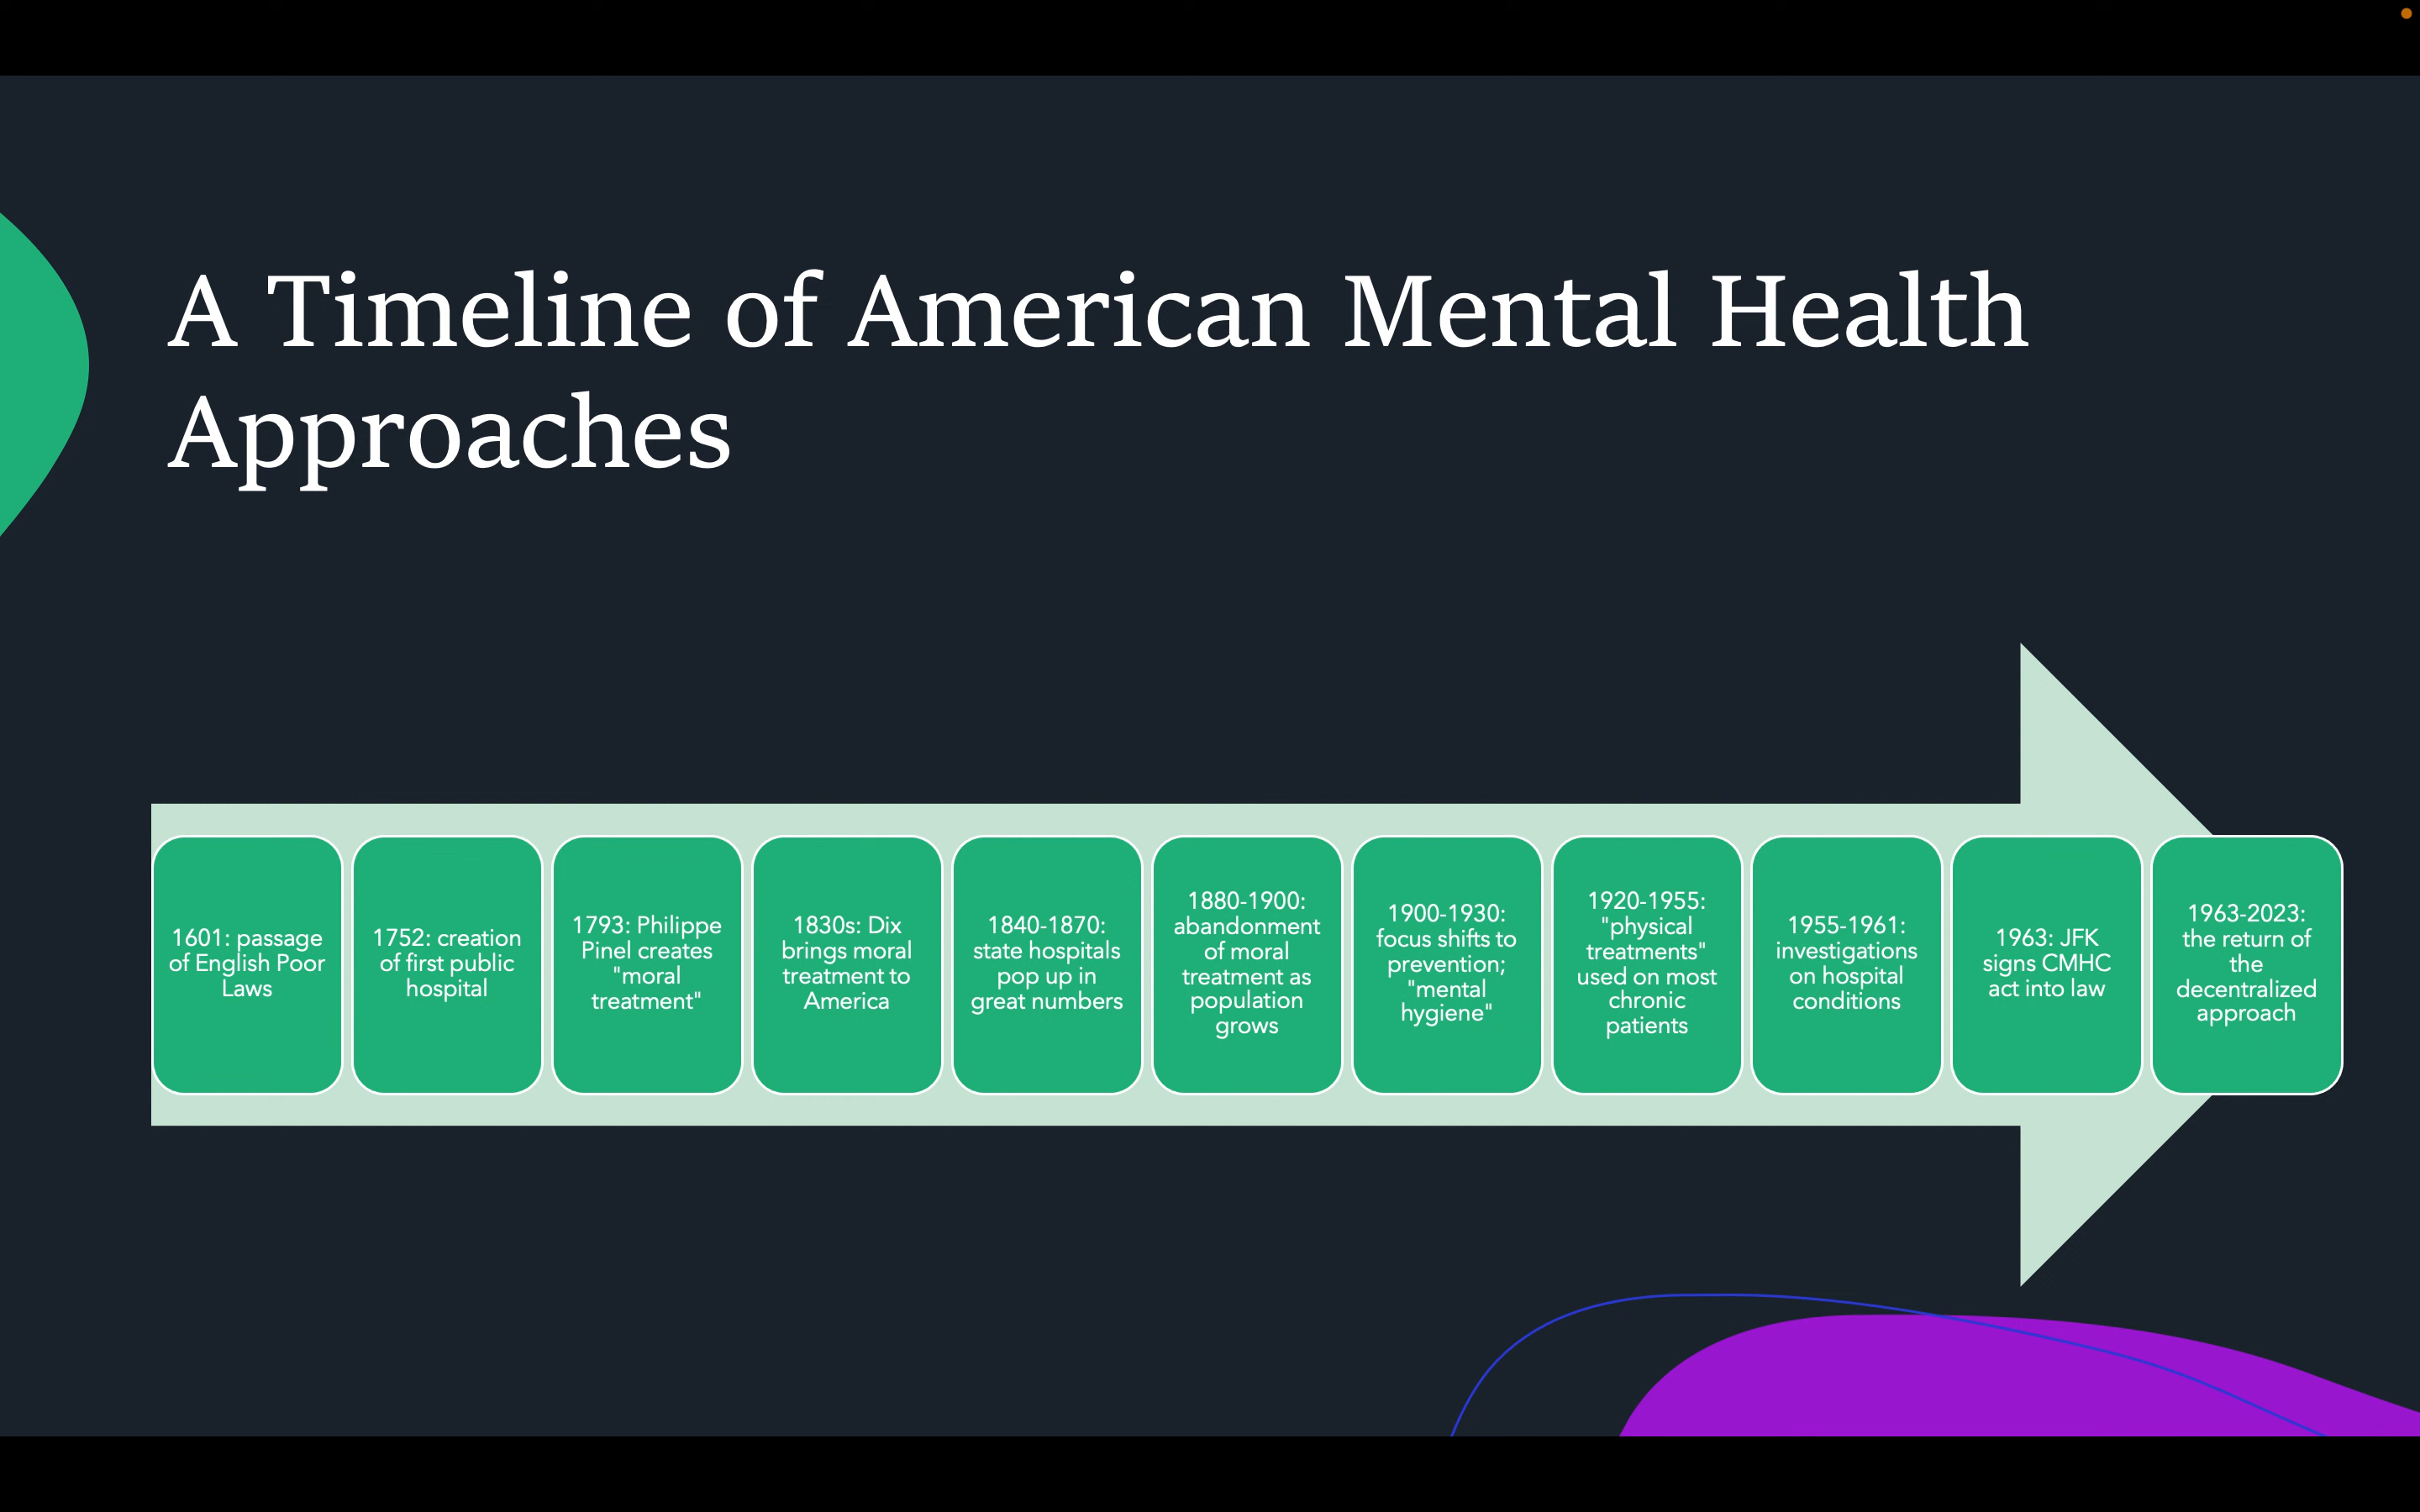 A Timeline of American Mental Health
Approaches
1601: passage
of English Poor
Laws
1752: creation
of first public
hospital
1793: Philippe
Pinel creates
"moral
treatment"
1830s: Dix
brings moral
treatment to
America
1840-1870:
state hospitals
pop up in
great numbers
1880-1900:
abandonment
of moral
treatment as
population
grows
1900-1930:
focus shifts to
prevention;
"mental
hygiene"
1920-1955:
"physical
treatments"
used on most
chronic
patients
1955-1961:
investigations
on hospital
conditions
1963: JFK
signs CMHC
act into law
1963-2023:
the return of
the
decentralized
approach